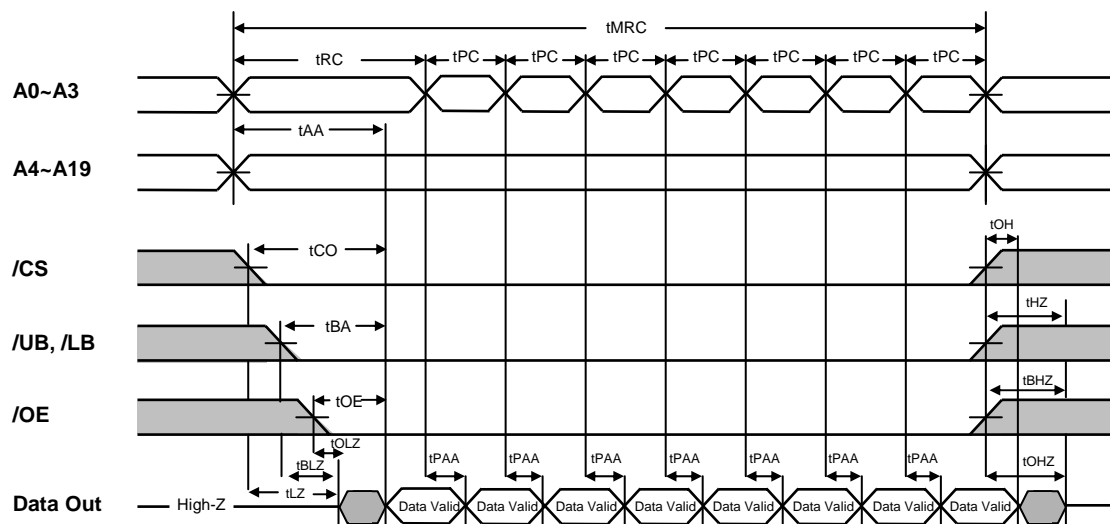 tMRC
tRC tPC tPC tPC tPC tPC tPC tPC
A0~A3
tAA
A4~A19
tCO tOH
/CS
tHZ
tBA
/UB, /LB
tBHZ
tOE
/OE
tOLZ
tBLZ tPAA tPAA tPAA tPAA tPAA tPAA tPAA tOHZ
tLZ
Data Out High-Z Data Valid Data Valid Data Valid Data Valid Data Valid Data Valid Data Valid Data Valid